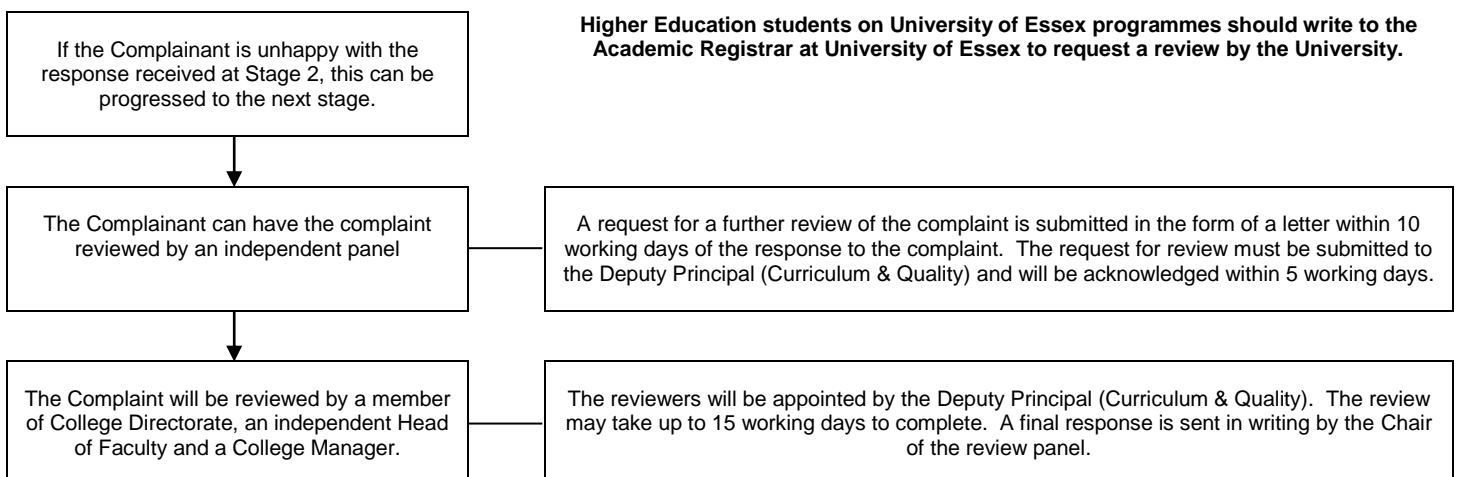 Higher Education students on University of Essex programmes should write to the
Academic Registrar at University of Essex to request a review by the University.
If the Complainant is unhappy with the
response received at Stage 2, this can be
progressed to the next stage.
The Complainant can have the complaint
reviewed by an independent panel
A request for a further review of the complaint is submitted in the form of a letter within 10
working days of the response to the complaint.  The request for review must be submitted to
the Deputy Principal (Curriculum & Quality) and will be acknowledged within 5 working days.
The Complaint will be reviewed by a member
of College Directorate, an independent Head
of Faculty and a College Manager.
The reviewers will be appointed by the Deputy Principal (Curriculum & Quality).  The review
may take up to 15 working days to complete.  A final response is sent in writing by the Chair
of the review panel.